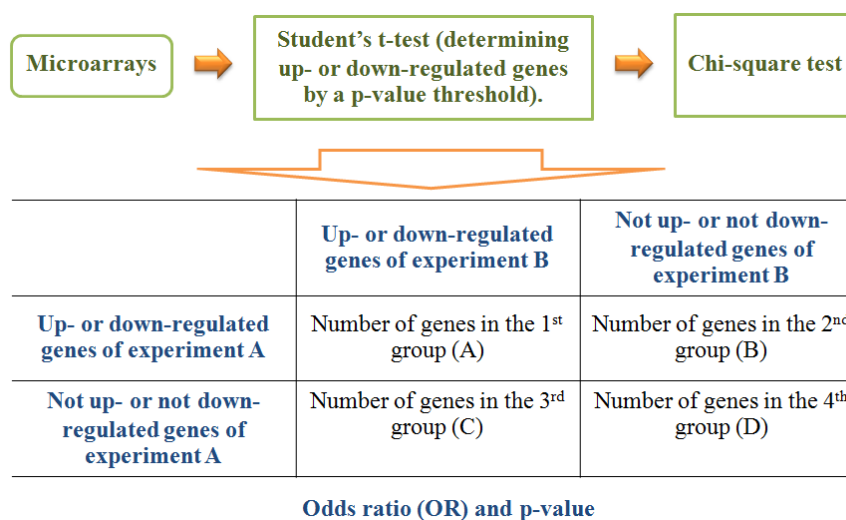 Microarrays
Student's t-test (determining
up- or down-regulated genes
by a p-value threshold).
Chi-square test
Up- or down-regulated
genes of experiment B
Not up- or not down-
regulated genes of
experiment B
Up- or down-regulated
genes of experiment A
Number of genes in the 1st
group (A)
Number of genes in the 2nd
group (B)
Not up- or not down-
regulated genes of
experiment A
Number of genes in the 3rd
group (C)
Number of genes in the 4th
group (D)
Odds ratio (OR) and p-value